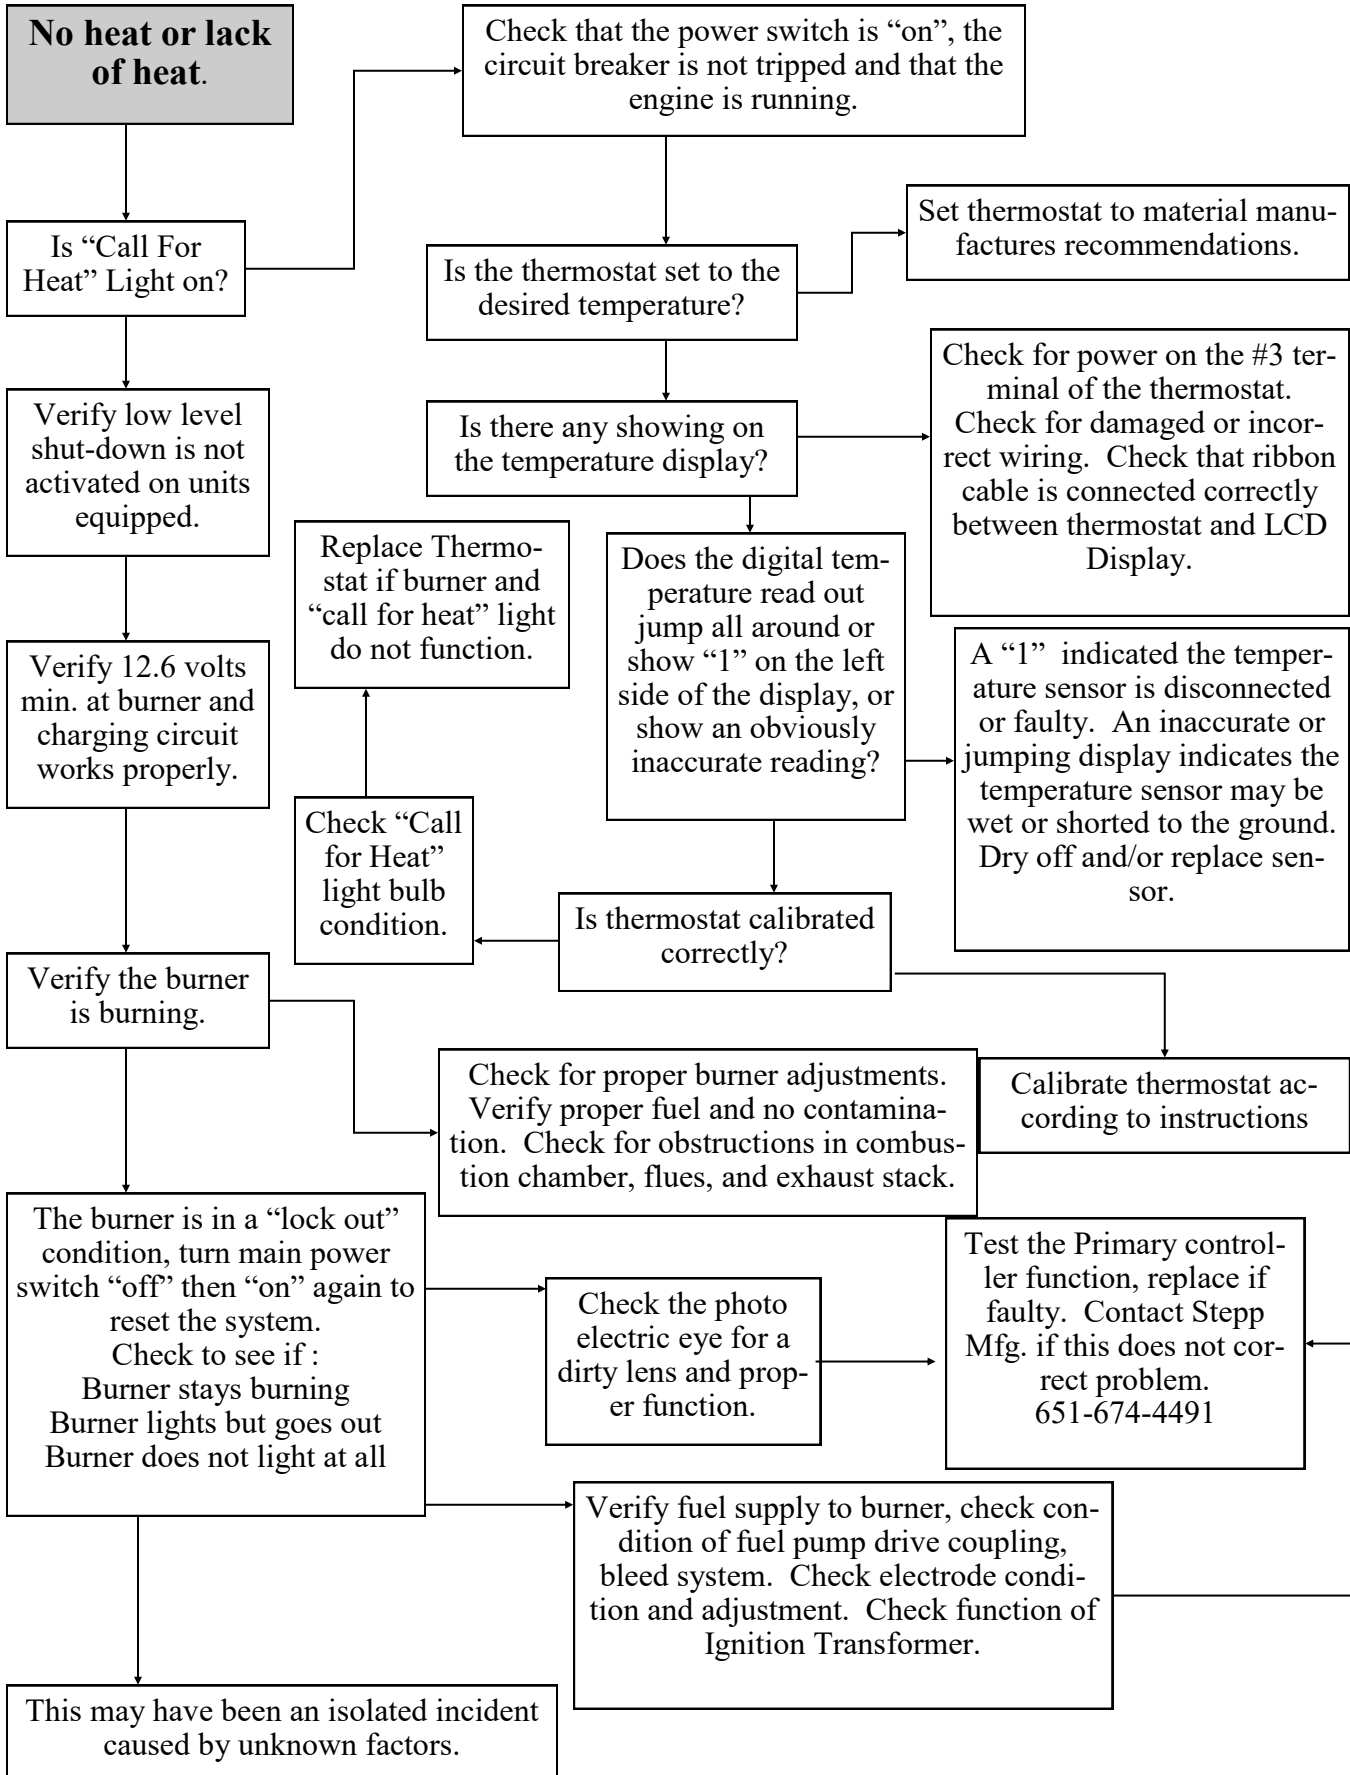 No heat or lack
of heat.
Check that the power switch is “on”, the
circuit breaker is not tripped and that the
engine is running.
Is “Call For
Heat” Light on?
Is the thermostat set to the
desired temperature?
Set thermostat to material manu-
factures recommendations.
Verify low level
shut-down is not
activated on units
equipped.
Is there any showing on
the temperature display?
Check for power on the #3 ter-
minal of the thermostat.
Check for damaged or incor-
rect wiring.  Check that ribbon
cable is connected correctly
between thermostat and LCD
Display.
Replace Thermo-
stat if burner and
“call for heat” light
do not function.
Does the digital tem-
perature read out
jump all around or
show “1” on the left
side of the display, or
show an obviously
inaccurate reading?
A “1”  indicated the temper-
ature sensor is disconnected
or faulty.  An inaccurate or
jumping display indicates the
temperature sensor may be
wet or shorted to the ground.
Dry off and/or replace sen-
sor.
Verify 12.6 volts
min. at burner and
charging circuit
works properly.
Check “Call
for Heat”
light bulb
condition.
Is thermostat calibrated
correctly?
Verify the burner
is burning.
Check for proper burner adjustments.
Verify proper fuel and no contamina-
tion.  Check for obstructions in combus-
tion chamber, flues, and exhaust stack.
Calibrate thermostat ac-
cording to instructions
The burner is in a “lock out”
condition, turn main power
switch “off” then “on” again to
reset the system.
Check to see if :
Burner stays burning
Burner lights but goes out
Burner does not light at all
Check the photo
electric eye for a
dirty lens and prop-
er function.
Test the Primary control-
ler function, replace if
faulty.  Contact Stepp
Mfg. if this does not cor-
rect problem.
651-674-4491
Verify fuel supply to burner, check con-
dition of fuel pump drive coupling,
bleed system.  Check electrode condi-
tion and adjustment.  Check function of
Ignition Transformer.
This may have been an isolated incident
caused by unknown factors.